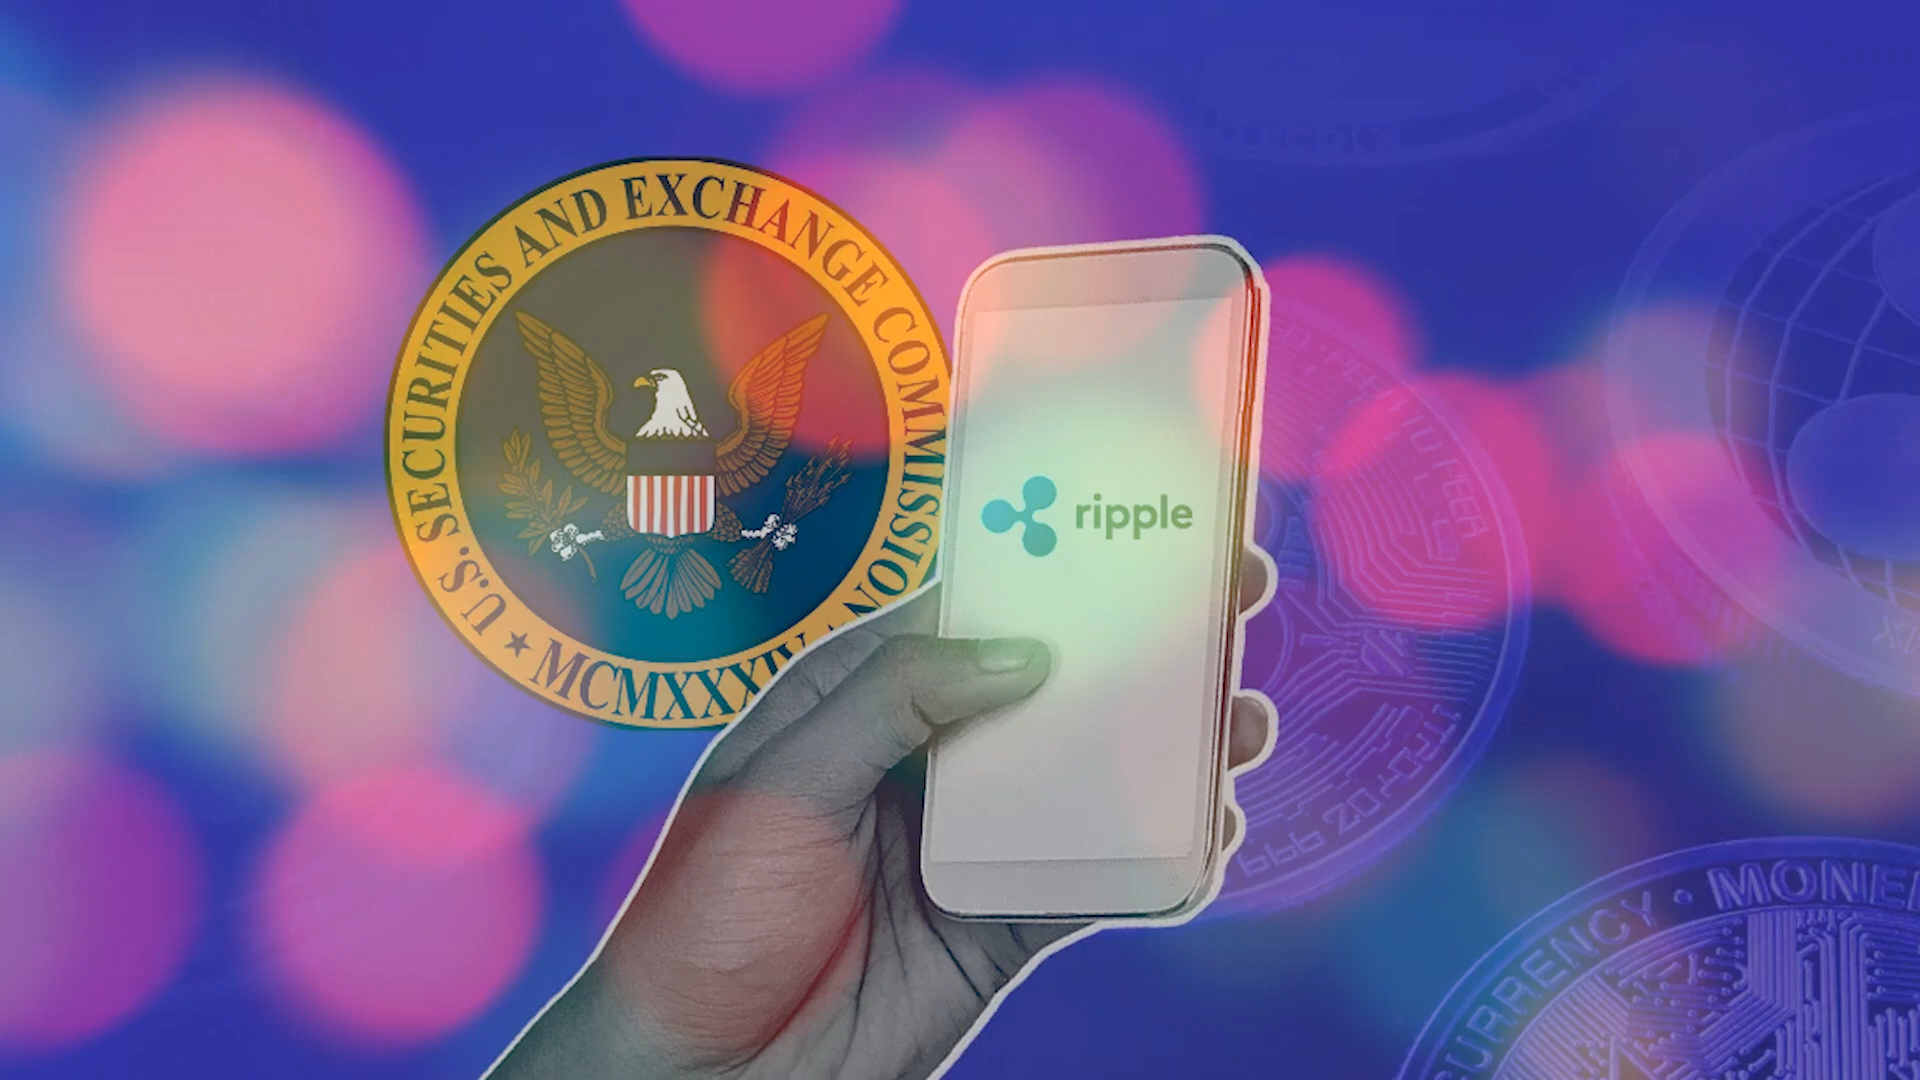 U.S. SECURITIES AND EXCHANGE COMMISSION
★ MCMXXXIV
ripple
CURRENCY • MONE